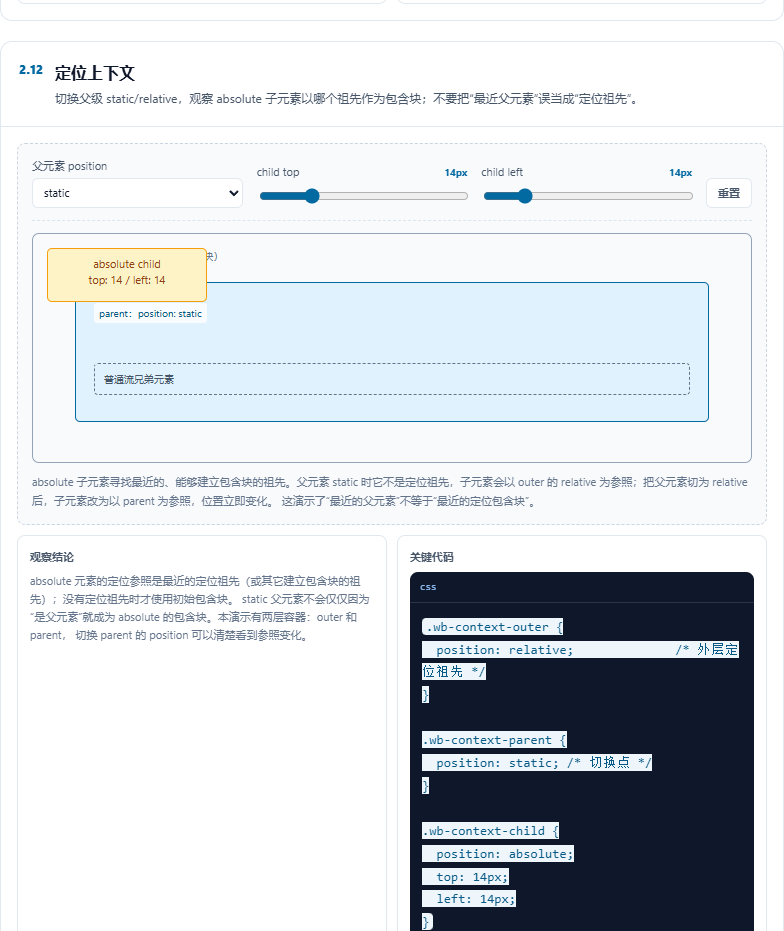 2.12 定位上下文
切换父级 static/relative，观察 absolute 子元素以哪个祖先作为包含块；不要把“最近父元素”误当成“定位祖先”。
父元素 position
child top 14px
child left 14px
static
重置
块)
absolute child
top: 14 / left: 14
parent：position: static
普通流兄弟元素
absolute 子元素寻找最近的、能够建立包含块的祖先。父元素 static 时它不是定位祖先，子元素会以 outer 的 relative 为参照；把父元素切为 relative
后，子元素改为以 parent 为参照，位置立即变化。 这演示了“最近的父元素”不等于“最近的定位包含块”。
观察结论
absolute 元素的定位参照是最近的定位祖先（或其它建立包含块的祖
先）；没有定位祖先时才使用初始包含块。 static 父元素不会仅仅因为
“是父元素”就成为 absolute 的包含块。本演示有两层容器：outer 和
parent， 切换 parent 的 position 可以清楚看到参照变化。
关键代码
css
.wb-context-outer {
position: relative; /* 外层定
位祖先 */
}
.wb-context-parent {
position: static; /* 切换点 */
}
.wb-context-child {
position: absolute;
top: 14px;
left: 14px;
}